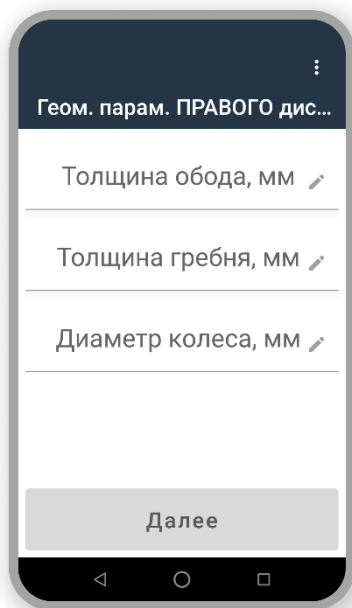 Геом. парам. ПРАВОГО дис...
Толщина обода, мм
Толщина гребня, мм
Диаметр колеса, мм
Далее